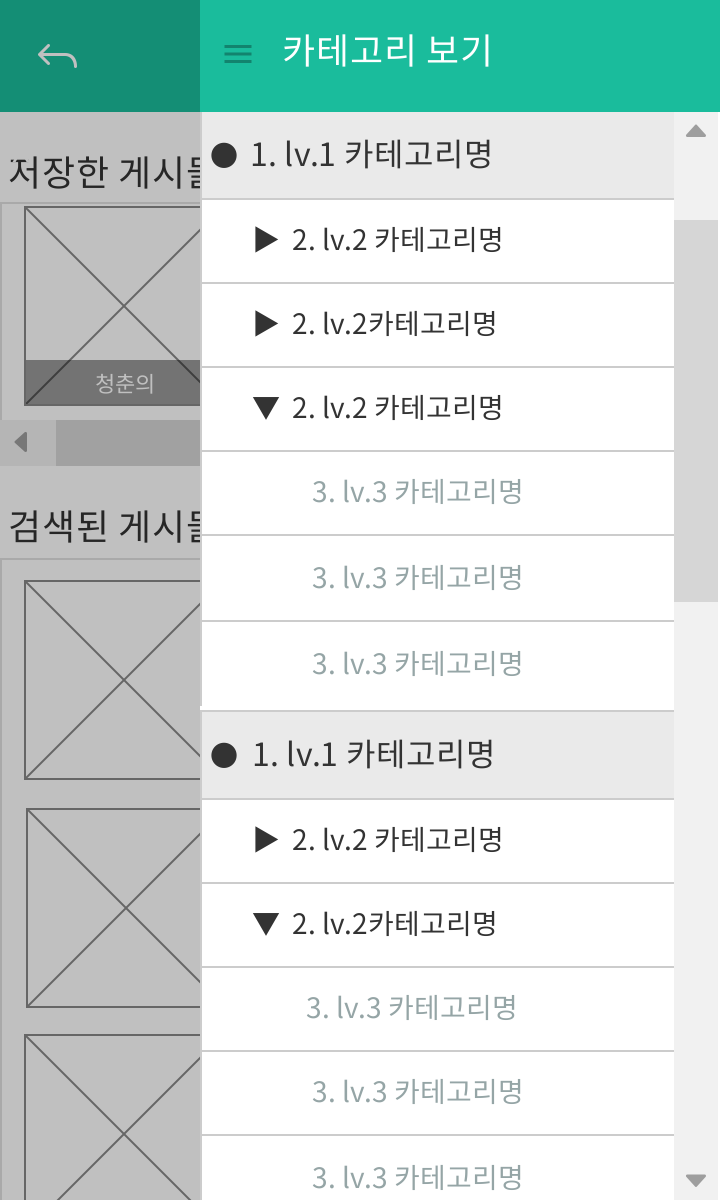 카테고리 보기
저장한 게시물
청춘의
검색된 게시물
● 1. lv.1 카테고리명
▶ 2. lv.2 카테고리명
▶ 2. lv.2카테고리명
▼ 2. lv.2 카테고리명
3. lv.3 카테고리명
3. lv.3 카테고리명
3. lv.3 카테고리명
● 1. lv.1 카테고리명
▶ 2. lv.2 카테고리명
▼ 2. lv.2카테고리명
3. lv.3 카테고리명
3. lv.3 카테고리명
3. lv.3 카테고리명